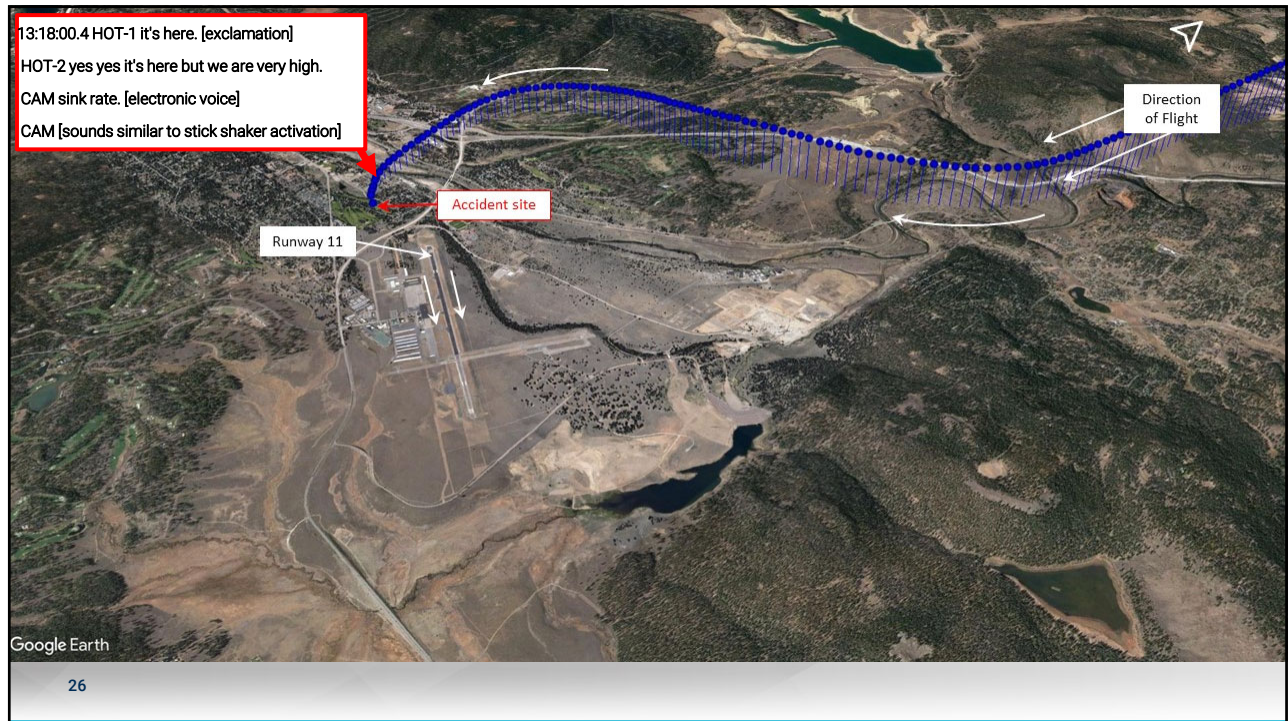 13:18:00.4 HOT-1 it's here. [exclamation]
HOT-2 yes yes it's here but we are very high.
CAM sink rate. [electronic voice]
CAM [sounds similar to stick shaker activation]
Direction
of Flight
Accident site
Runway 11
Google Earth
26